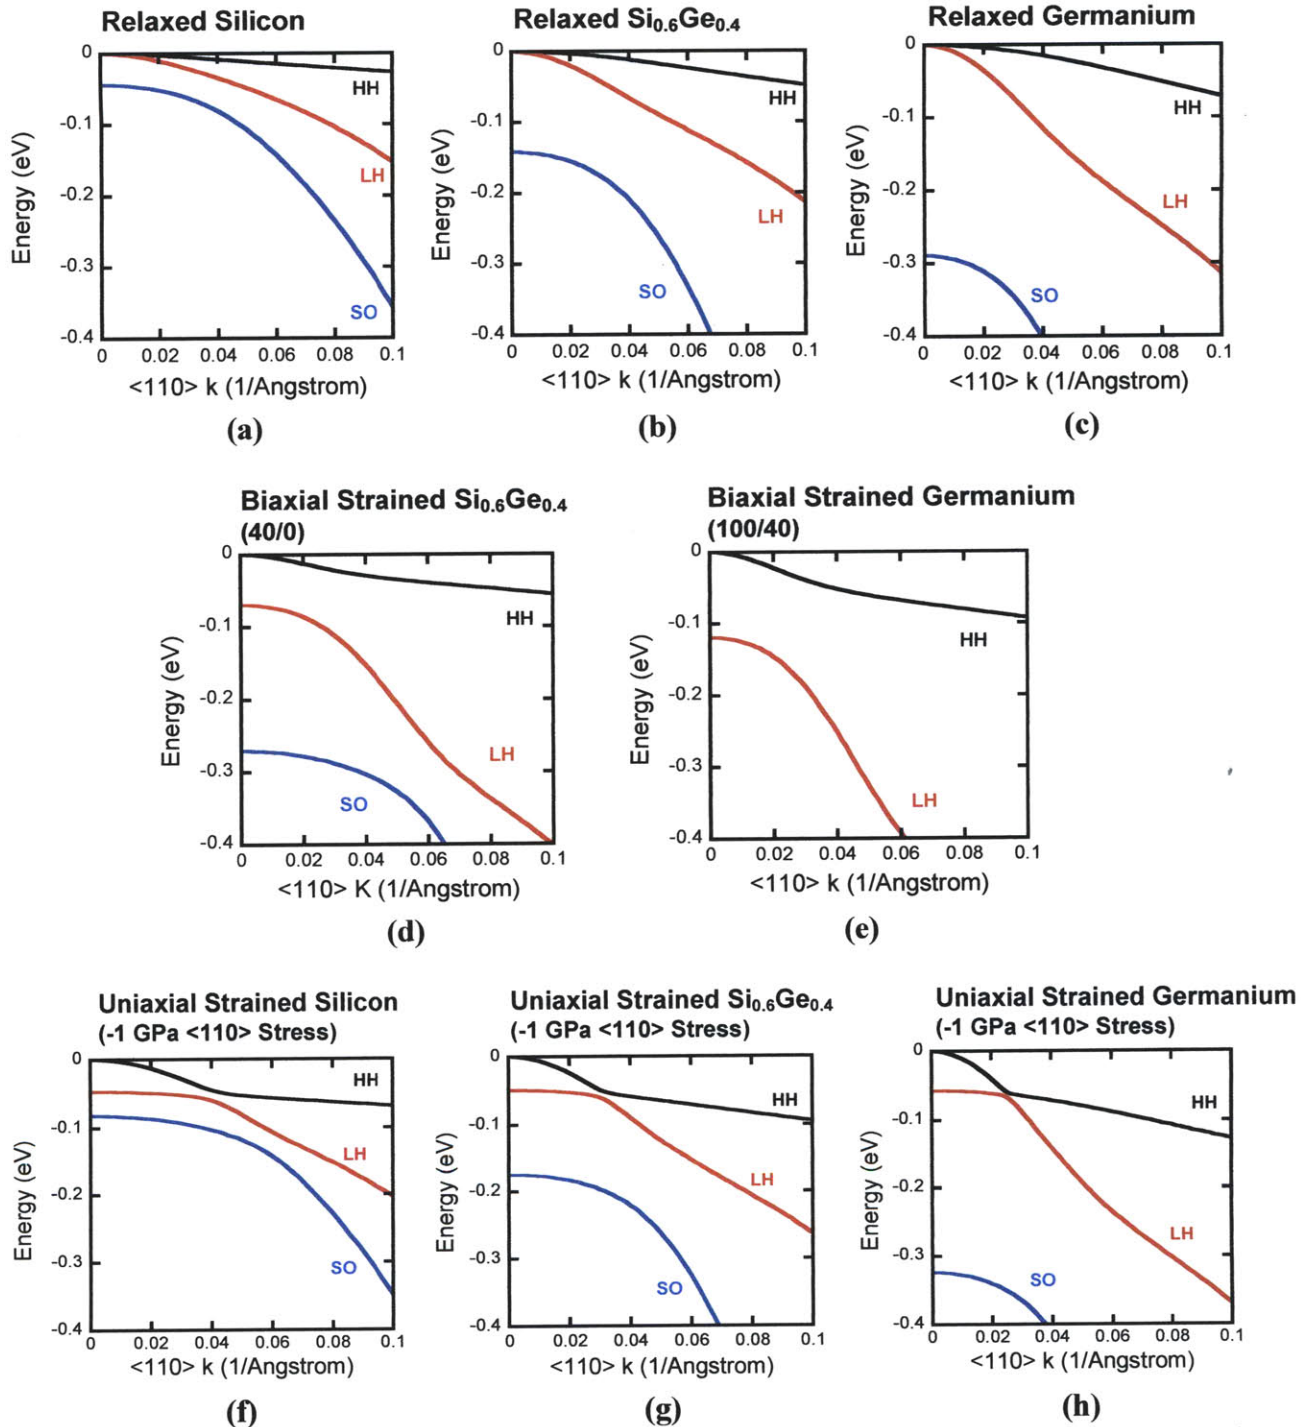 Relaxed Silicon
Relaxed Si0.6Ge0.4
Relaxed Germanium
0
-0.1
-0.2
-0.3
-0.4
Energy (eV)
HH
LH
SO
0 0.02 0.04 0.06 0.08 0.1
<110> k (1/Angstrom)
(a)
0
-0.1
-0.2
-0.3
-0.4
Energy (eV)
HH
LH
SO
0 0.02 0.04 0.06 0.08 0.1
<110> k (1/Angstrom)
(b)
0
-0.1
-0.2
-0.3
-0.4
Energy (eV)
HH
LH
SO
0 0.02 0.04 0.06 0.08 0.1
<110> k (1/Angstrom)
(c)
Biaxial Strained Si0.6Ge0.4
(40/0)
0
-0.1
-0.2
-0.3
-0.4
Energy (eV)
HH
LH
SO
0 0.02 0.04 0.06 0.08 0.1
<110> K (1/Angstrom)
(d)
Biaxial Strained Germanium
(100/40)
0
-0.1
-0.2
-0.3
-0.4
Energy (eV)
HH
LH
0 0.02 0.04 0.06 0.08 0.1
<110> k (1/Angstrom)
(e)
Uniaxial Strained Silicon
(-1 GPa <110> Stress)
0
-0.1
-0.2
-0.3
-0.4
Energy (eV)
HH
LH
SO
0 0.02 0.04 0.06 0.08 0.1
<110> k (1/Angstrom)
(f)
Uniaxial Strained Si0.6Ge0.4
(-1 GPa <110> Stress)
0
-0.1
-0.2
-0.3
-0.4
Energy (eV)
HH
LH
SO
0 0.02 0.04 0.06 0.08 0.1
<110> k (1/Angstrom)
(g)
Uniaxial Strained Germanium
(-1 GPa <110> Stress)
0
-0.1
-0.2
-0.3
-0.4
Energy (eV)
HH
LH
SO
0 0.02 0.04 0.06 0.08 0.1
<110> k (1/Angstrom)
(h)